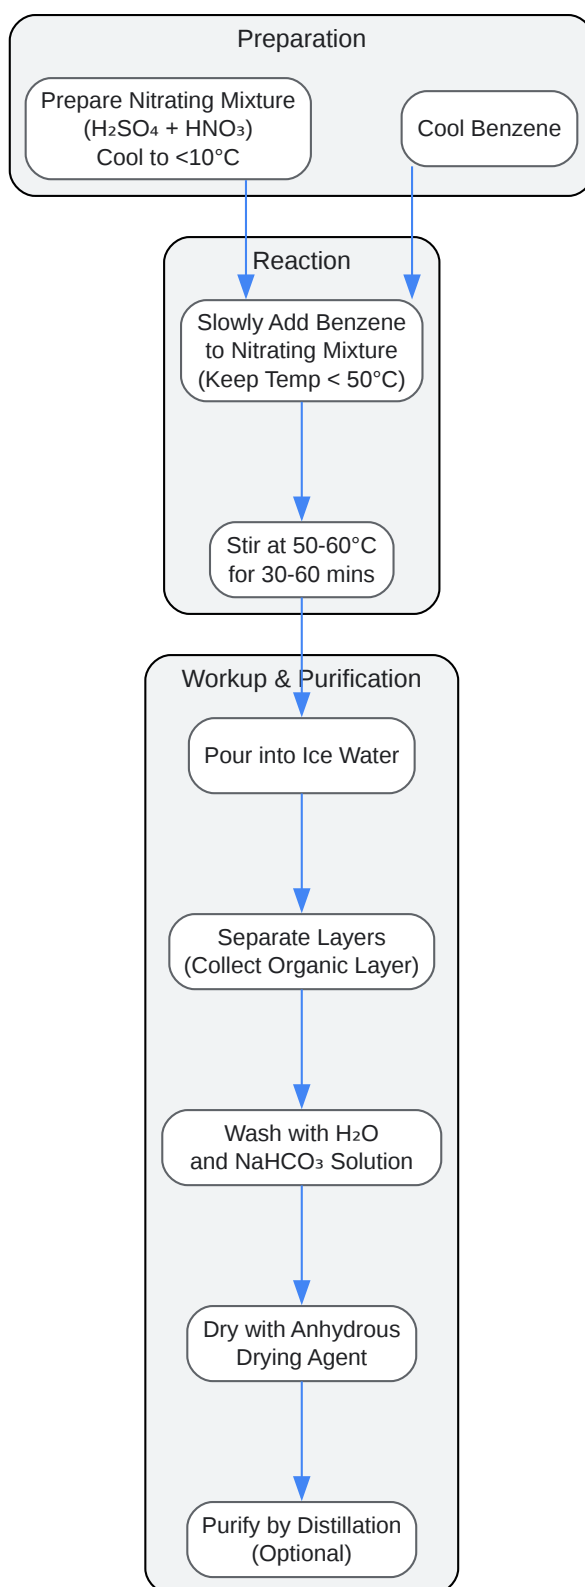 Preparation
Prepare Nitrating Mixture
(H₂SO₄ + HNO₃)
Cool to <10°C
Cool Benzene
Reaction
Slowly Add Benzene
to Nitrating Mixture
(Keep Temp < 50°C)
Stir at 50-60°C
for 30-60 mins
Workup & Purification
Pour into Ice Water
Separate Layers
(Collect Organic Layer)
Wash with H₂O
and NaHCO₃ Solution
Dry with Anhydrous
Drying Agent
Purify by Distillation
(Optional)